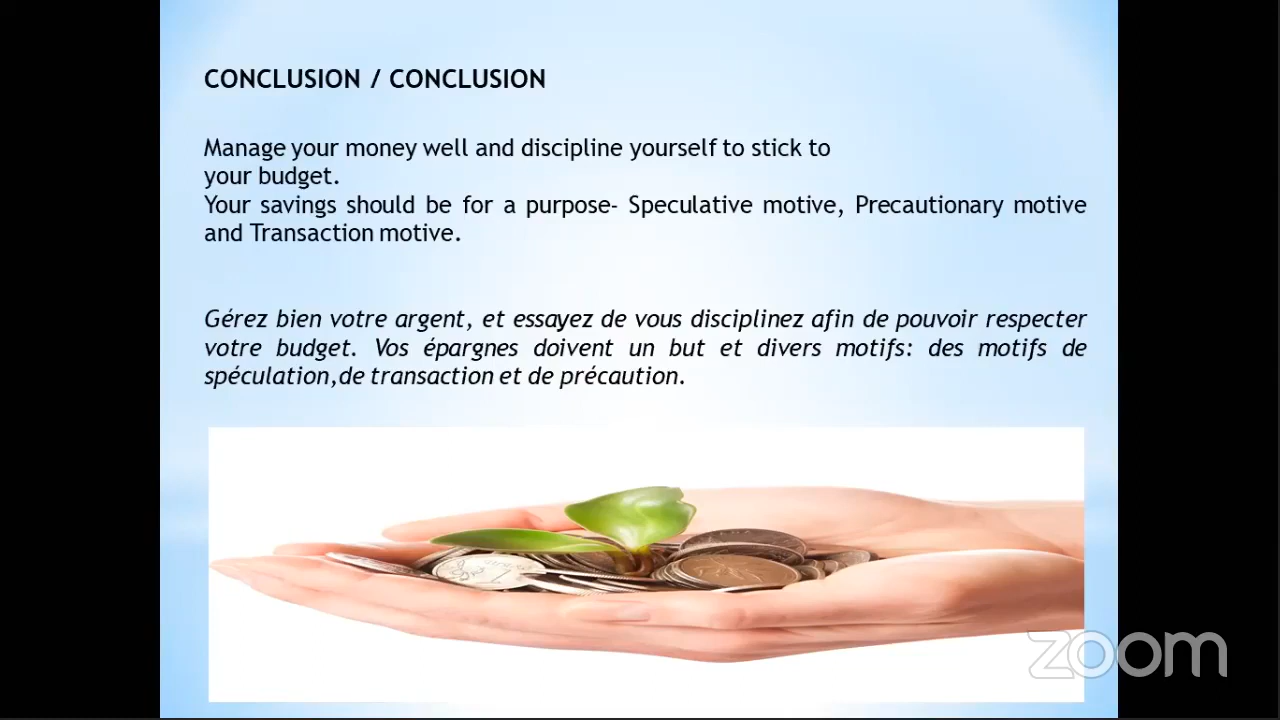 CONCLUSION / CONCLUSION
Manage your money well and discipline yourself to stick to
your budget.
Your savings should be for a purpose- Speculative motive, Precautionary motive
and Transaction motive.
Gérez bien votre argent, et essayez de vous disciplinez afin de pouvoir respecter
votre budget. Vos épargnes doivent un but et divers motifs: des motifs de
spéculation,de transaction et de précaution.
zoom